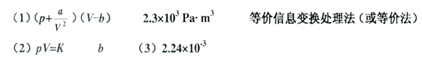 (1) (p+a/V²)(V-b) 2.3×10³ Pa·m³ 等价信息变换处理法(或等价法)
(2) pV=K b (3) 2.24×10⁻³